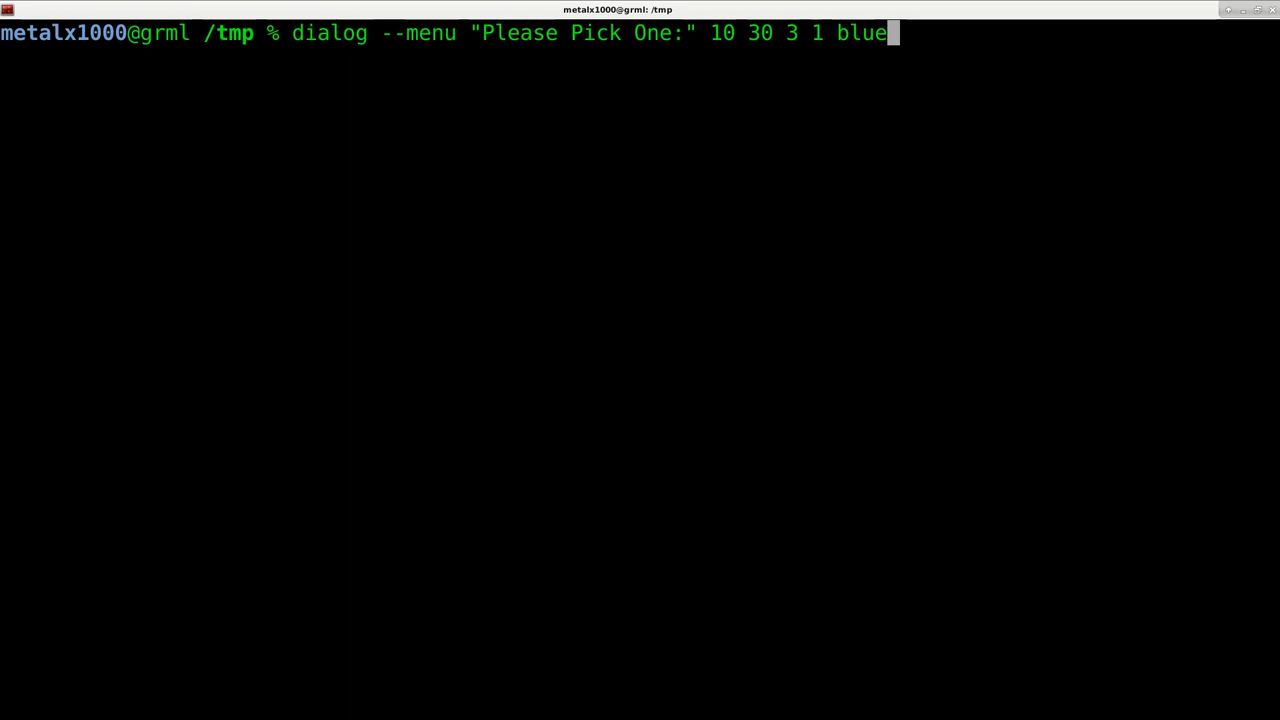 metalx1000@grml: /tmp
metalx1000@grml /tmp % dialog --menu "Please Pick One:" 10 30 3 1 blue